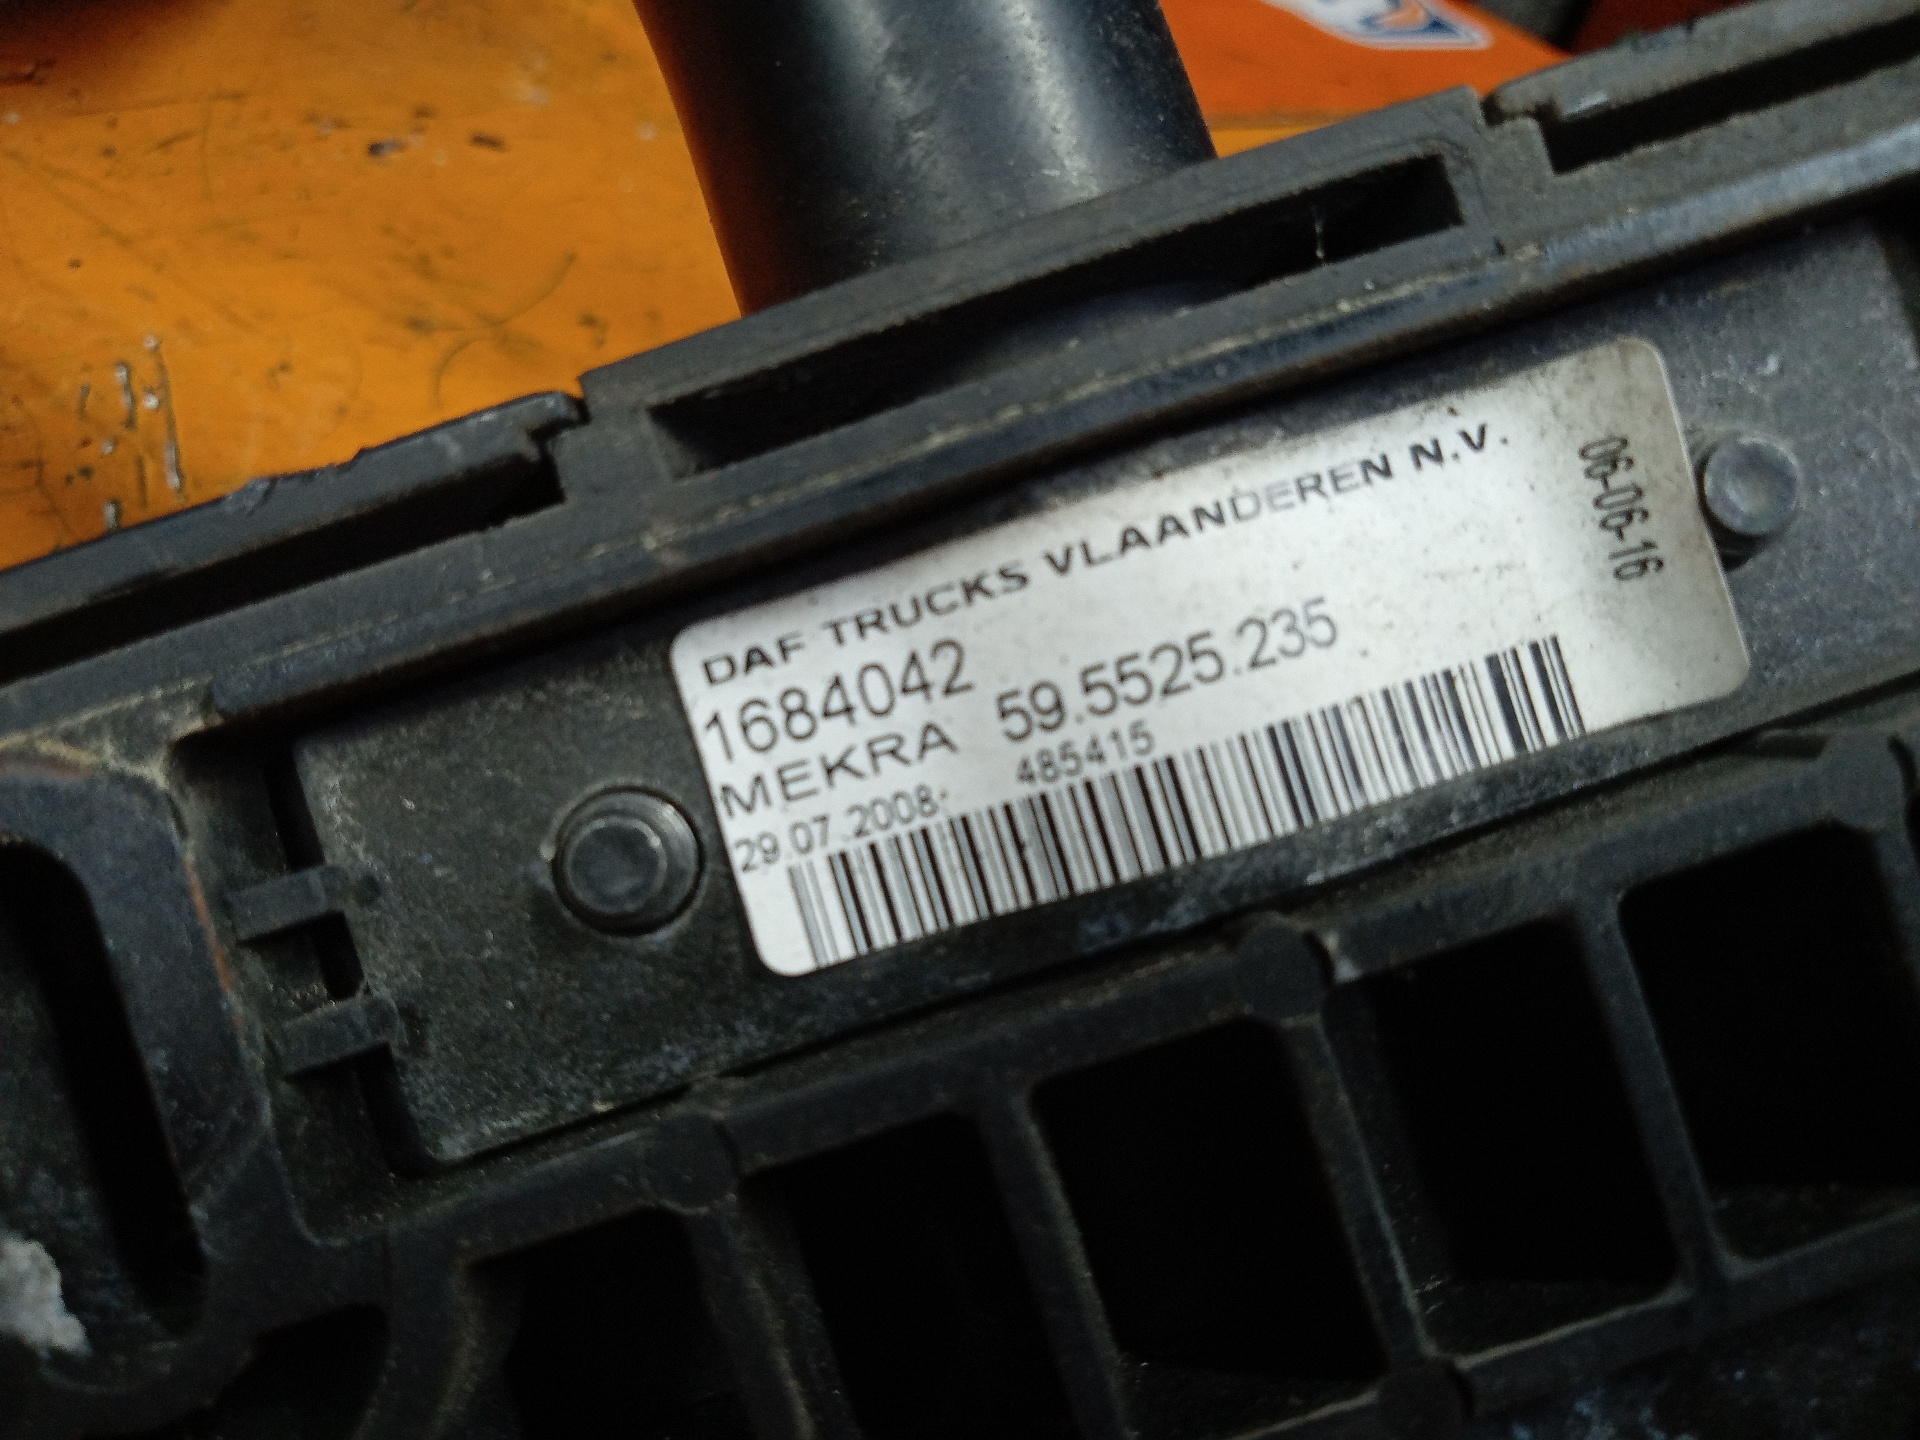 DAF TRUCKS VLAANDEREN N.V.
1684042
MEKRA 59.5525.235
29.07.2008. 485415
06-06-16